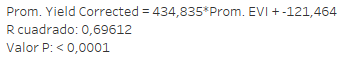 Prom. Yield Corrected = 434,835*Prom. EVI + -121,464
R cuadrado: 0,69612
Valor P: < 0,0001